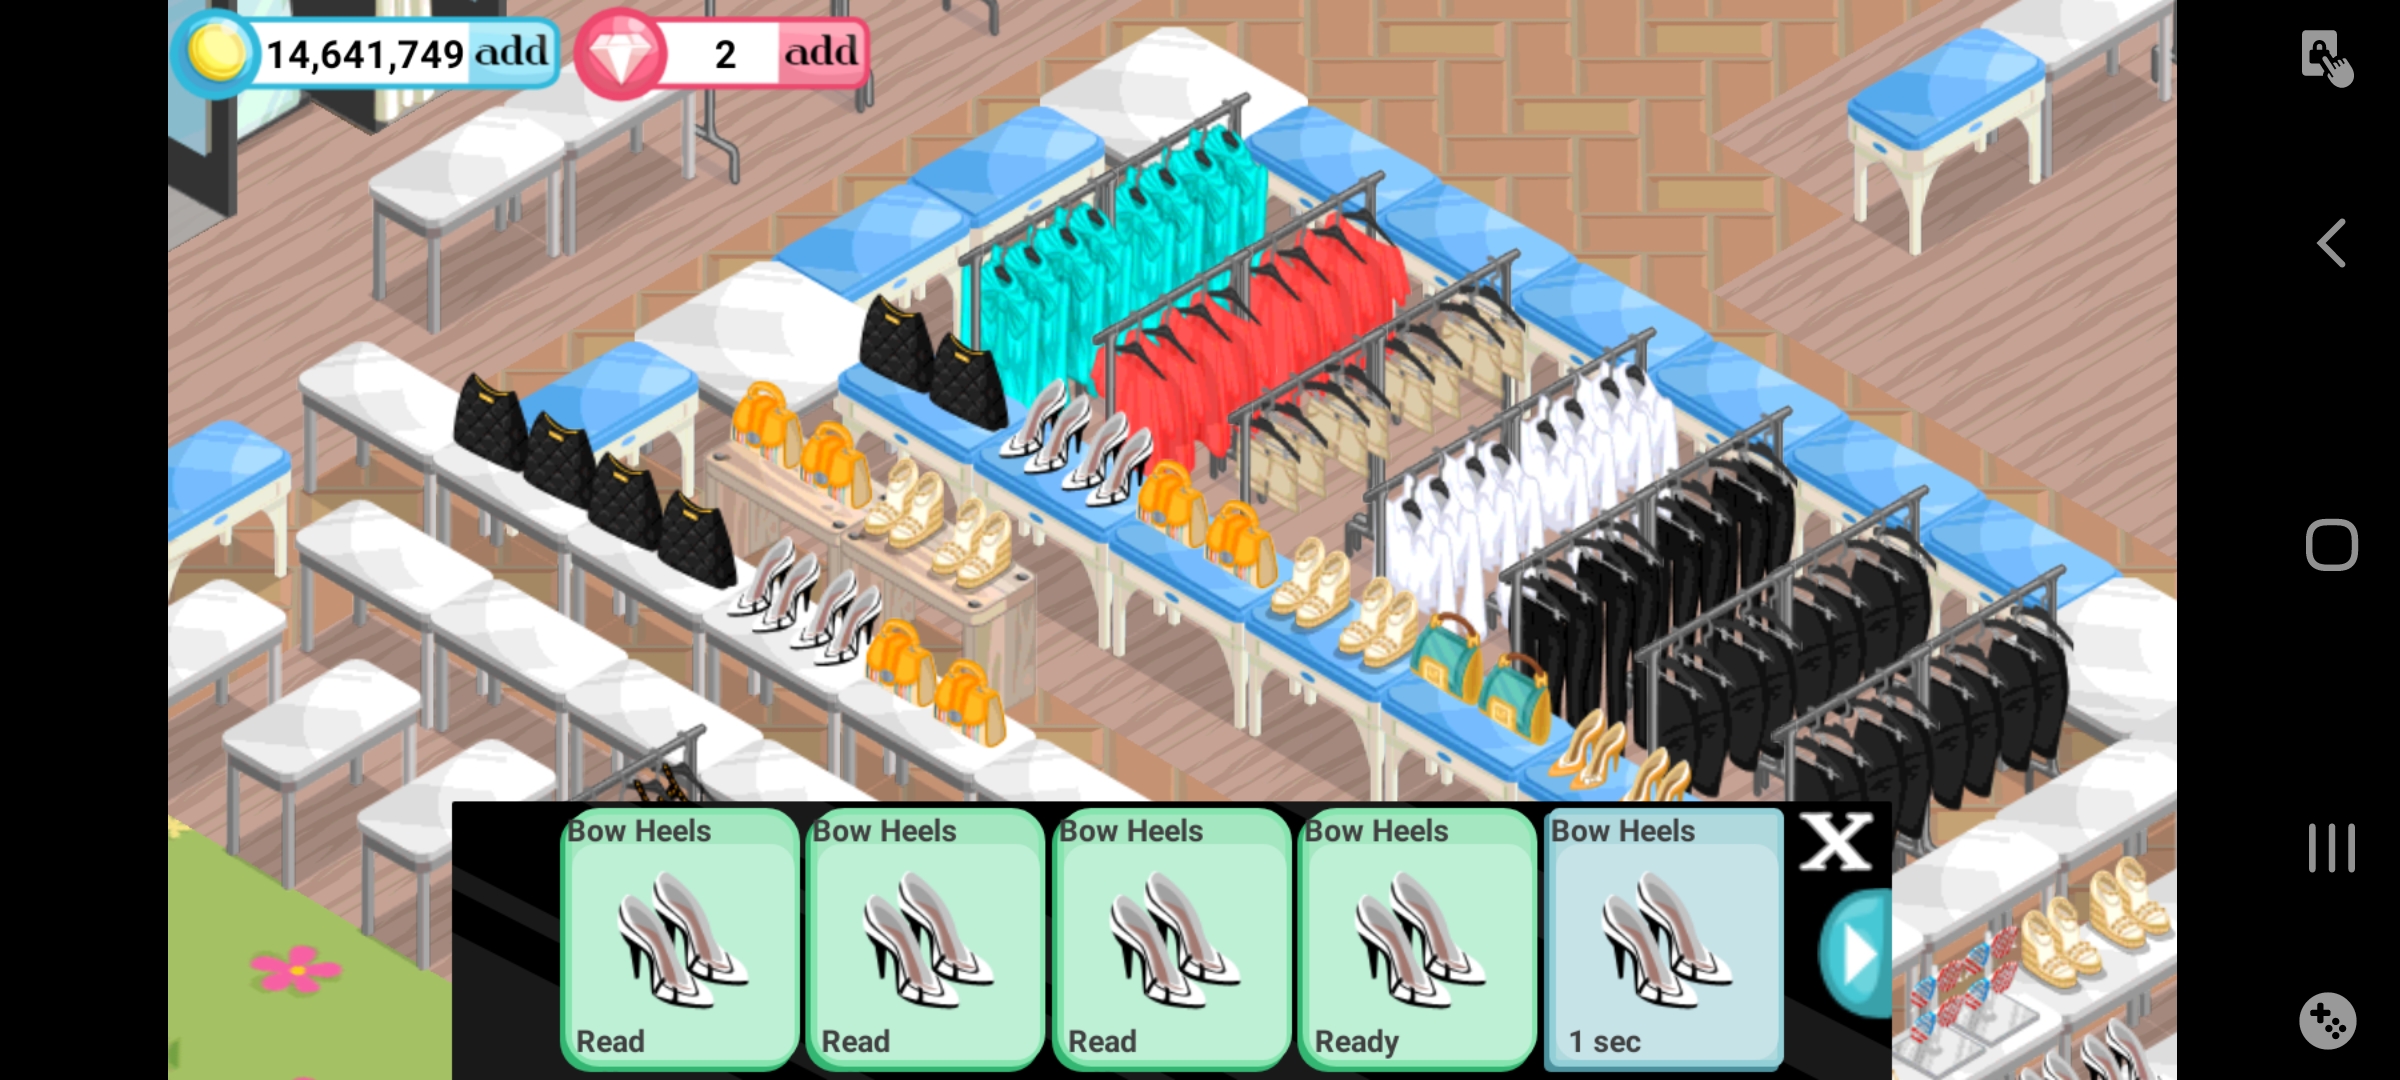 14,641,749 add
2 add
Bow Heels
Bow Heels
Bow Heels
Bow Heels
Bow Heels
X
Read
Read
Read
Ready
1 sec